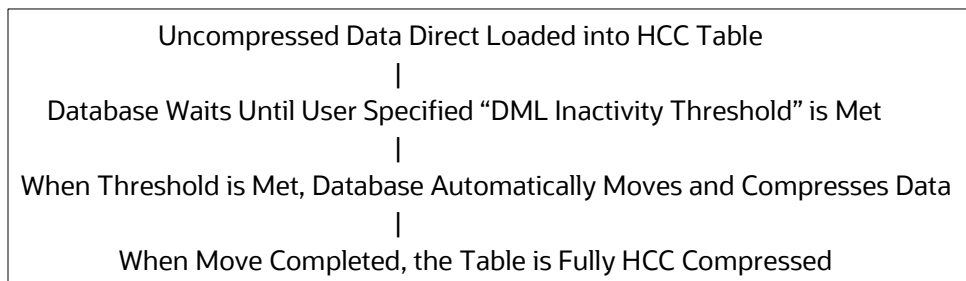 Uncompressed Data Direct Loaded into HCC Table
|
Database Waits Until User Specified “DML Inactivity Threshold” is Met
|
When Threshold is Met, Database Automatically Moves and Compresses Data
|
When Move Completed, the Table is Fully HCC Compressed